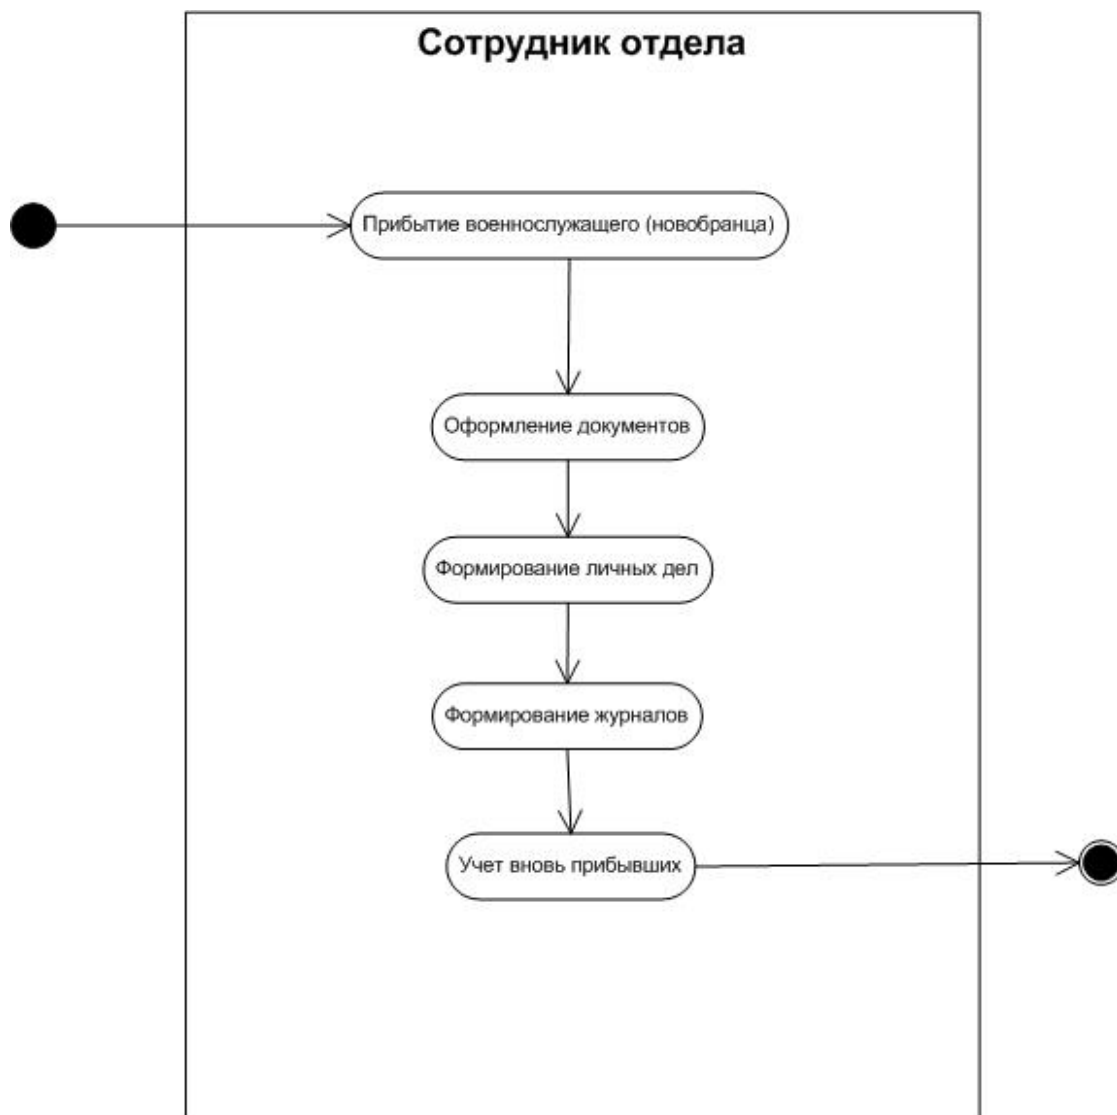 Сотрудник отдела
Прибытие военнослужащего (новобранца)
Оформление документов
Формирование личных дел
Формирование журналов
Учет вновь прибывших